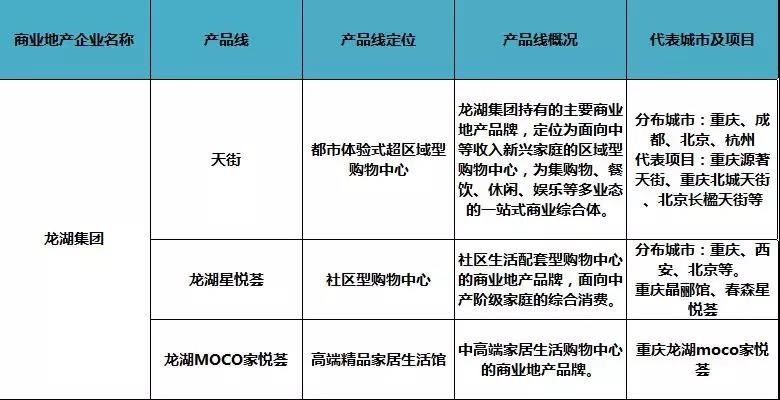 商业地产企业名称
产品线
产品线定位
产品线概况
代表城市及项目
龙湖集团
天街
都市体验式超区域型
购物中心
龙湖集团持有的主要商业
地产品牌，定位为面向中
等收入新兴家庭的区域型
购物中心，为集购物、餐
饮、休闲、娱乐等多业态
的一站式商业综合体。
分布城市：重庆、成
都、北京、杭州
代表项目：重庆源著
天街、重庆北城天街
、北京长楹天街等
龙湖星悦荟
社区型购物中心
社区生活配套型购物中心
的商业地产品牌，面向中
产阶级家庭的综合消费。
分布城市：重庆、西
安、北京等。
重庆晶郦馆、春森星
悦荟
龙湖MOCO家悦荟
高端精品家居生活馆
中高端家居生活购物中心
的商业地产品牌。
重庆龙湖moco家悦
荟